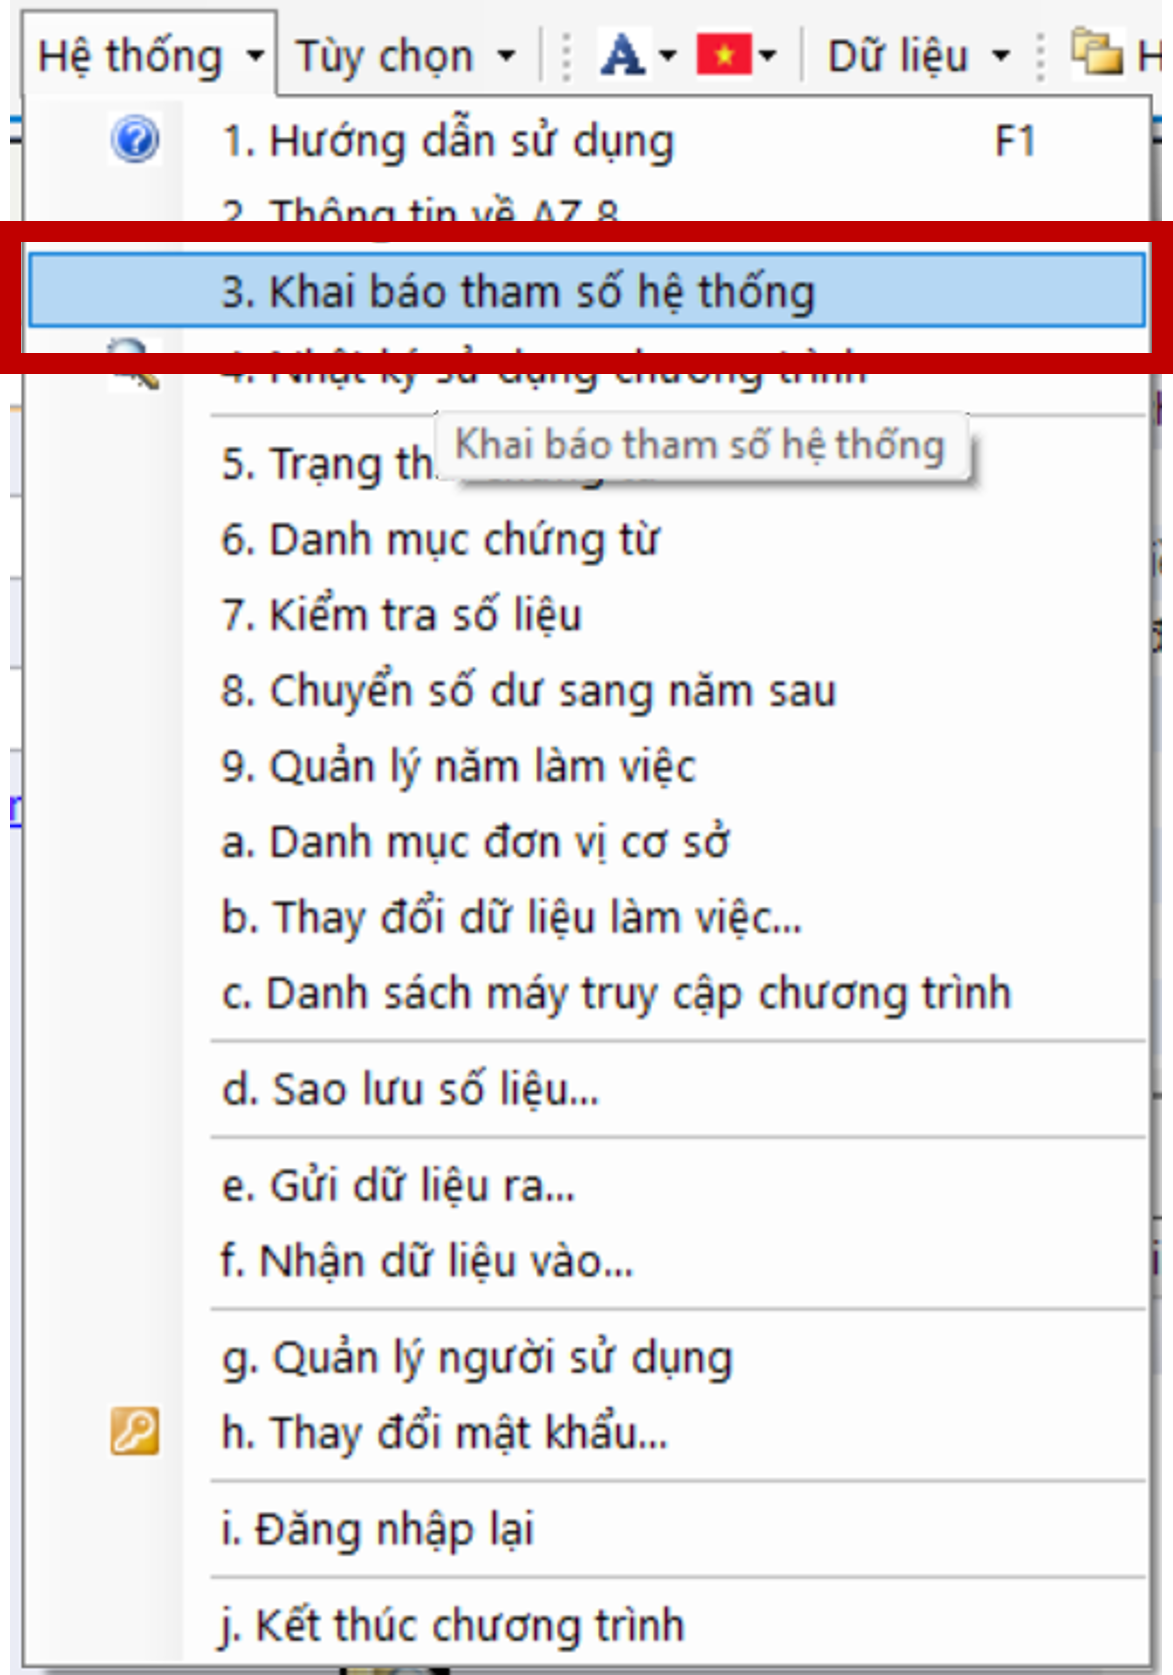 Hệ thống Tùy chọn A Dữ liệu H
1. Hướng dẫn sử dụng F1
2. Thông tin về AZ 8
3. Khai báo tham số hệ thống
4. Nhật ký sử dụng chương trình
Khai báo tham số hệ thống
5. Trạng th
6. Danh mục chứng từ
7. Kiểm tra số liệu
8. Chuyển số dư sang năm sau
9. Quản lý năm làm việc
a. Danh mục đơn vị cơ sở
b. Thay đổi dữ liệu làm việc...
c. Danh sách máy truy cập chương trình
d. Sao lưu số liệu...
e. Gửi dữ liệu ra...
f. Nhận dữ liệu vào...
g. Quản lý người sử dụng
h. Thay đổi mật khẩu...
i. Đăng nhập lại
j. Kết thúc chương trình